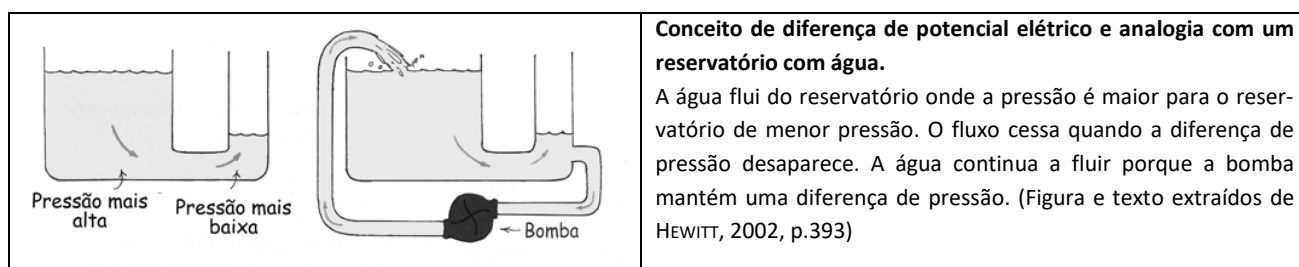 Pressão mais
alta
Pressão mais
baixa
Bomba
Conceito de diferença de potencial elétrico e analogia com um
reservatório com água.
A água flui do reservatório onde a pressão é maior para o reser-
vatório de menor pressão. O fluxo cessa quando a diferença de
pressão desaparece. A água continua a fluir porque a bomba
mantém uma diferença de pressão. (Figura e texto extraídos de
HEWITT, 2002, p.393)